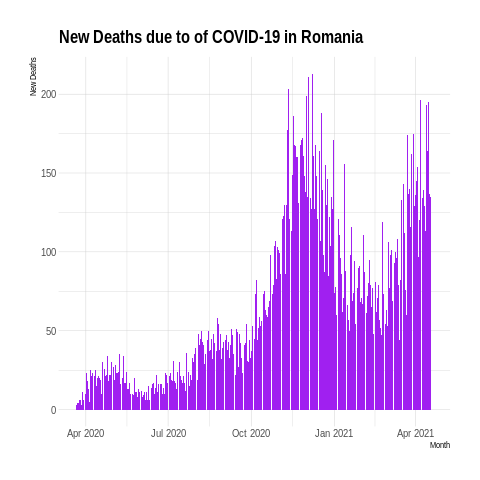 New Deaths due to of COVID-19 in Romania
New Deaths
200
150
100
50
0
Apr 2020 Jul 2020 Oct 2020 Jan 2021 Apr 2021
Month